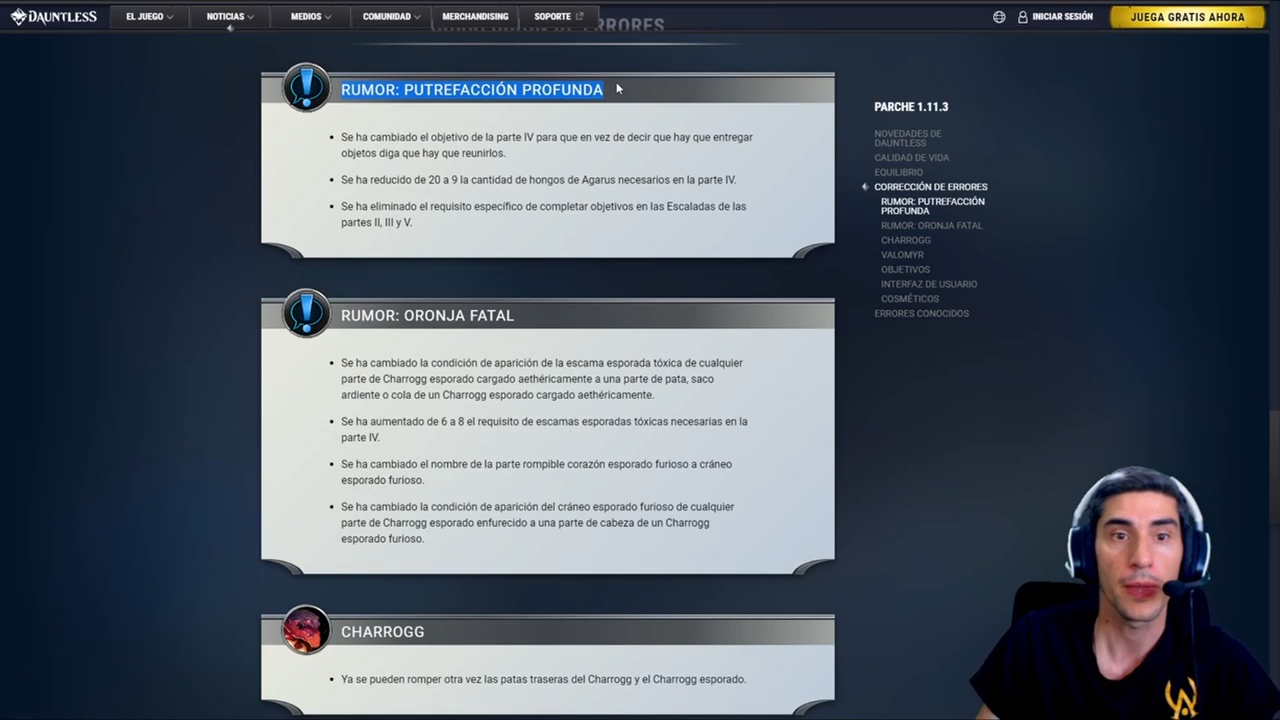 DAUNTLESS
EL JUEGO
NOTICIAS
MEDIOS
COMUNIDAD
MERCHANDISING
SOPORTE
INICIAR SESIÓN
JUEGA GRATIS AHORA
RUMOR: PUTREFACCIÓN PROFUNDA
Se ha cambiado el objetivo de la parte IV para que en vez de decir que hay que entregar
objetos diga que hay que reunirlos.
Se ha reducido de 20 a 9 la cantidad de hongos de Agarus necesarios en la parte IV.
Se ha eliminado el requisito específico de completar objetivos en las Escaladas de las
partes II, III y V.
RUMOR: ORONJA FATAL
Se ha cambiado la condición de aparición de la escama esporada tóxica de cualquier
parte de Charrogg esporado cargado aethéricamente a una parte de pata, saco
ardiente o cola de un Charrogg esporado cargado aethéricamente.
Se ha aumentado de 6 a 8 el requisito de escamas esporadas tóxicas necesarias en la
parte IV.
Se ha cambiado el nombre de la parte rompible corazón esporado furioso a cráneo
esporado furioso.
Se ha cambiado la condición de aparición del cráneo esporado furioso de cualquier
parte de Charrogg esporado enfurecido a una parte de cabeza de un Charrogg
esporado furioso.
CHARROGG
Ya se pueden romper otra vez las patas traseras del Charrogg y el Charrogg esporado.
PARCHE 1.11.3
NOVEDADES DE
DAUNTLESS
CALIDAD DE VIDA
EQUILIBRIO
CORRECCIÓN DE ERRORES
RUMOR: PUTREFACCIÓN
PROFUNDA
RUMOR: ORONJA FATAL
CHARROGG
VALOMYR
OBJETIVOS
INTERFAZ DE USUARIO
COSMÉTICOS
ERRORES CONOCIDOS